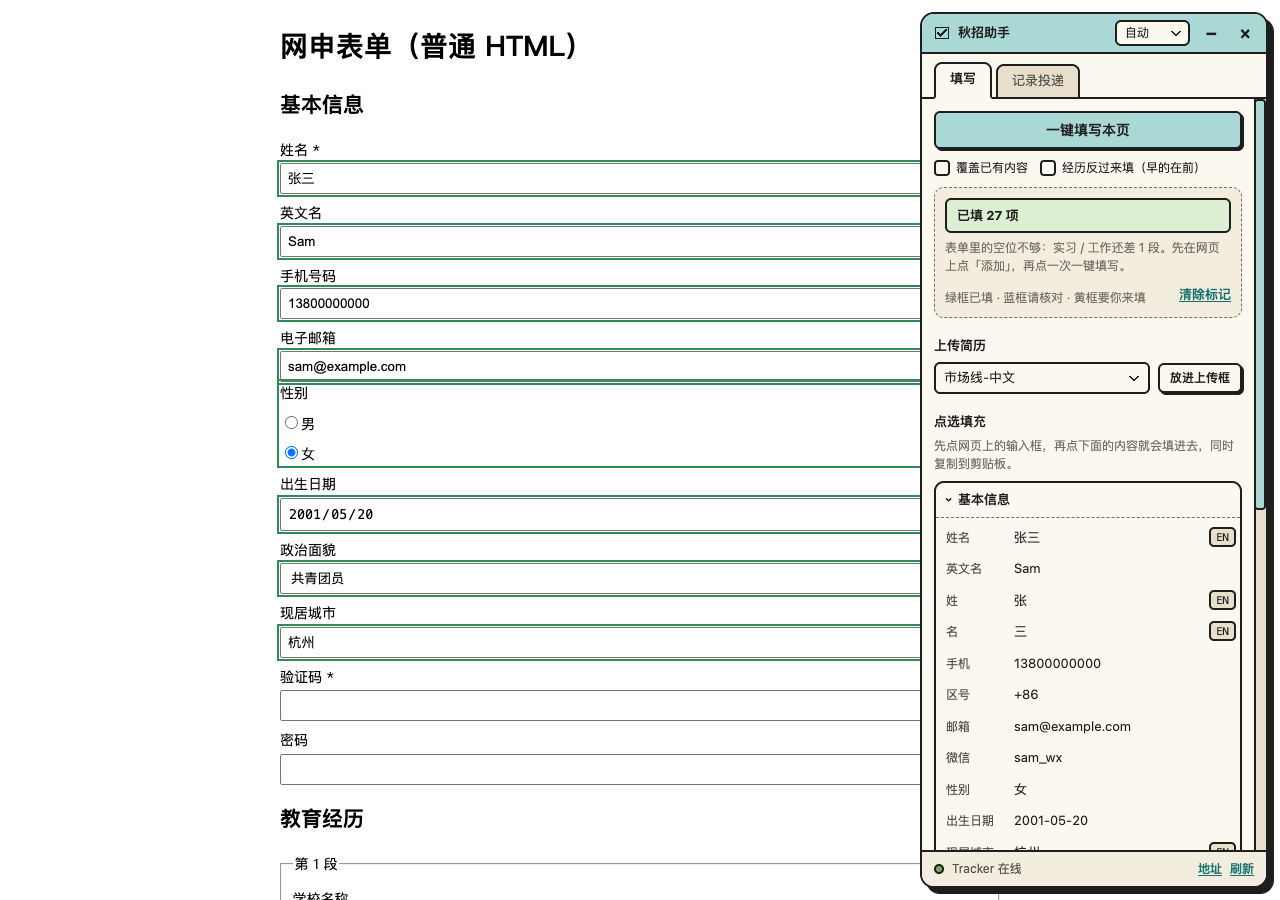 网申表单（普通 HTML）
基本信息
姓名 *
张三
英文名
Sam
手机号码
13800000000
电子邮箱
sam@example.com
性别
男
女
出生日期
2001/05/20
政治面貌
共青团员
现居城市
杭州
验证码 *
密码
教育经历
第 1 段
学校名称
秋招助手
自动
填写
记录投递
一键填写本页
覆盖已有内容
经历反过来填（早的在前）
已填 27 项
表单里的空位不够：实习 / 工作还差 1 段。先在网页
上点「添加」，再点一次一键填写。
绿框已填 · 蓝框请核对 · 黄框要你来填
清除标记
上传简历
市场线-中文
放进上传框
点选填充
先点网页上的输入框，再点下面的内容就会填进去，同时
复制到剪贴板。
基本信息
姓名 张三 EN
英文名 Sam
姓 张 EN
名 三 EN
手机 13800000000
区号 +86
邮箱 sam@example.com
微信 sam_wx
性别 女
出生日期 2001-05-20
现居城市 杭州 EN
Tracker 在线
地址 刷新